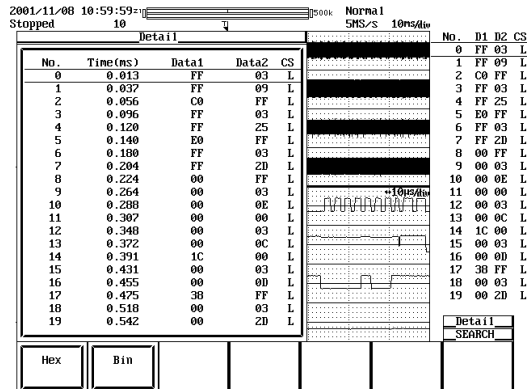 2001/11/08 10:59:59 500k Normal
Stopped 10 5MS/s 10ms/div
Detail
No. Time(ms) Data1 Data2 CS
0 0.013 FF 03 L
1 0.037 FF 09 L
2 0.056 C0 FF L
3 0.096 FF 03 L
4 0.120 FF 25 L
5 0.140 E0 FF L
6 0.180 FF 03 L
7 0.204 FF 2D L
8 0.224 00 FF L
9 0.264 00 03 L
10 0.288 00 0E L
11 0.307 00 00 L
12 0.348 00 03 L
13 0.372 00 0C L
14 0.391 1C 00 L
15 0.431 00 03 L
16 0.455 00 0D L
17 0.475 38 FF L
18 0.518 00 03 L
19 0.542 00 2D L
10µs/div
No. D1 D2 CS
0 FF 03 L
1 FF 09 L
2 C0 FF L
3 FF 03 L
4 FF 25 L
5 E0 FF L
6 FF 03 L
7 FF 2D L
8 00 FF L
9 00 03 L
10 00 0E L
11 00 00 L
12 00 03 L
13 00 0C L
14 1C 00 L
15 00 03 L
16 00 0D L
17 38 FF L
18 00 03 L
19 00 2D L
Detail
SEARCH
Hex Bin